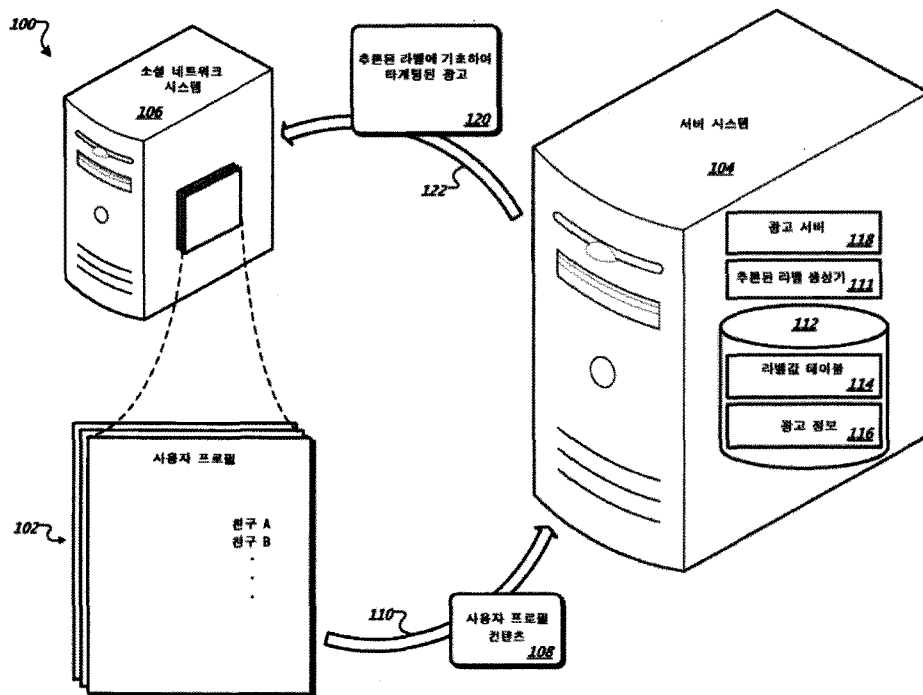 100
소셜 네트워크
시스템
106
추론된 라벨에 기초하여
타게팅된 광고
120
122
서버 시스템
104
광고 서버
118
추론된 라벨 생성기
111
112
라벨값 테이블
114
광고 정보
116
사용자 프로필
친구 A
친구 B
102
110
사용자 프로필
컨텐츠
108